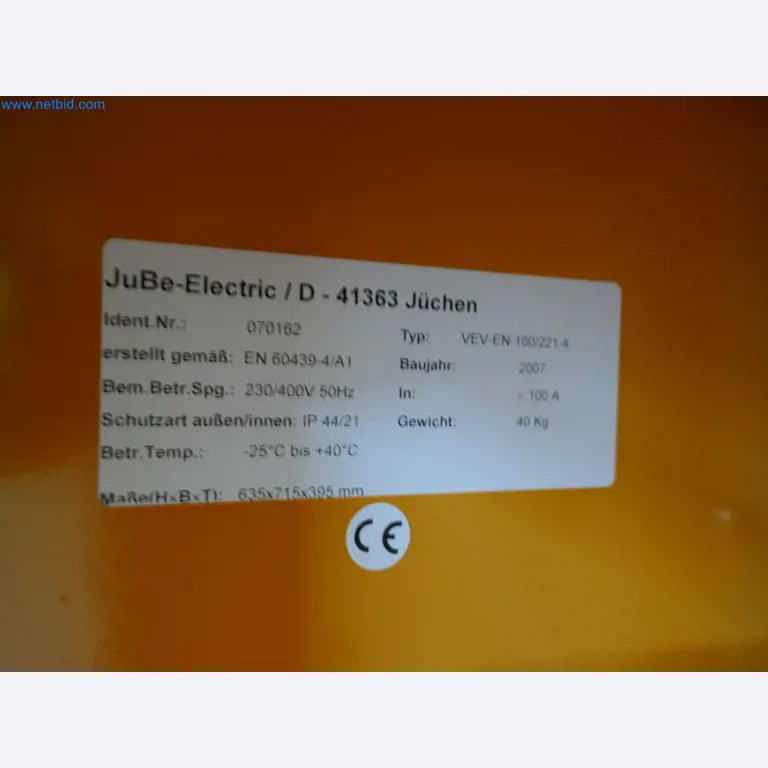 www.netbid.com
JuBe-Electric / D - 41363 Jüchen
Ident.Nr.: 070162
Typ: VEV-EN-100/221-4
erstellt gemäß: EN 60439-4/A1
Baujahr: 2007
Bem.Betr.Spg.: 230/400V 50Hz
In: 100 A
Schutzart außen/innen: IP 44/21
Gewicht: 40 Kg
Betr.Temp.: -25°C bis +40°C
Maße(H×B×T): 635x715x395 mm
CE